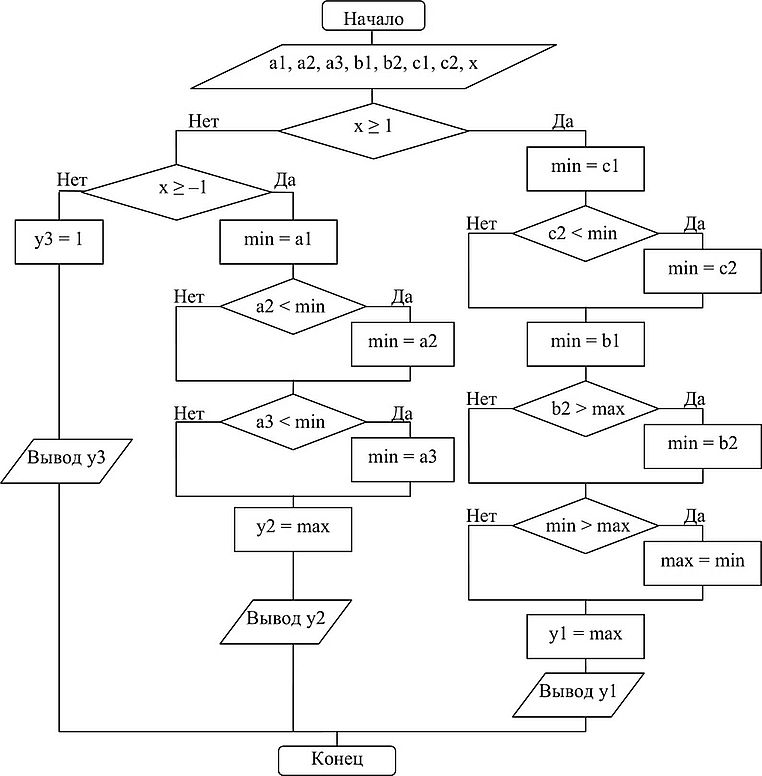 Начало
a1, a2, a3, b1, b2, c1, c2, x
x ≥ 1
Нет
Да
x ≥ –1
Нет
Да
y3 = 1
Вывод y3
min = a1
a2 < min
Нет
Да
min = a2
a3 < min
Нет
Да
min = a3
y2 = max
Вывод y2
min = c1
c2 < min
Нет
Да
min = c2
min = b1
b2 > max
Нет
Да
min = b2
min > max
Нет
Да
max = min
y1 = max
Вывод y1
Конец